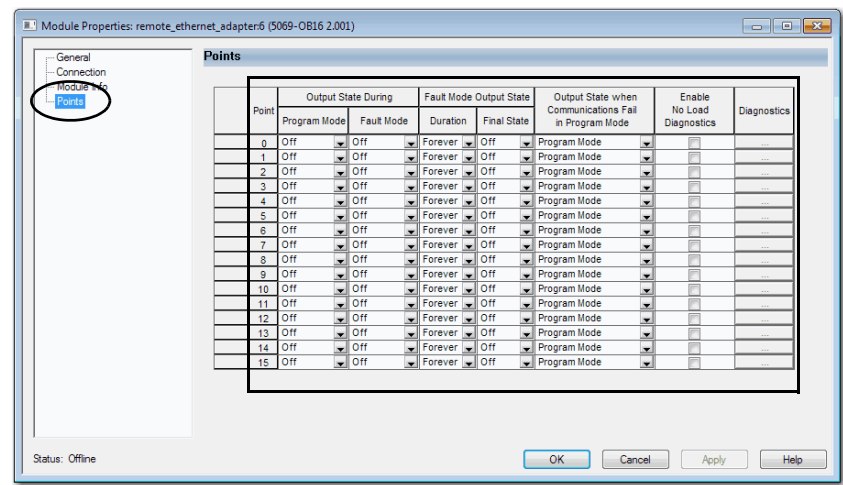 Module Properties: remote_ethernet_adapter:6 (5069-OB16 2.001)
General
Connection
Module Info
Points
Points
Point
Output State During
Program Mode
Fault Mode
Fault Mode Output State
Duration
Final State
Output State when
Communications Fail
in Program Mode
Enable
No Load
Diagnostics
Diagnostics
0 Off Off Forever Off Program Mode ...
1 Off Off Forever Off Program Mode ...
2 Off Off Forever Off Program Mode ...
3 Off Off Forever Off Program Mode ...
4 Off Off Forever Off Program Mode ...
5 Off Off Forever Off Program Mode ...
6 Off Off Forever Off Program Mode ...
7 Off Off Forever Off Program Mode ...
8 Off Off Forever Off Program Mode ...
9 Off Off Forever Off Program Mode ...
10 Off Off Forever Off Program Mode ...
11 Off Off Forever Off Program Mode ...
12 Off Off Forever Off Program Mode ...
13 Off Off Forever Off Program Mode ...
14 Off Off Forever Off Program Mode ...
15 Off Off Forever Off Program Mode ...
Status: Offline
OK
Cancel
Apply
Help